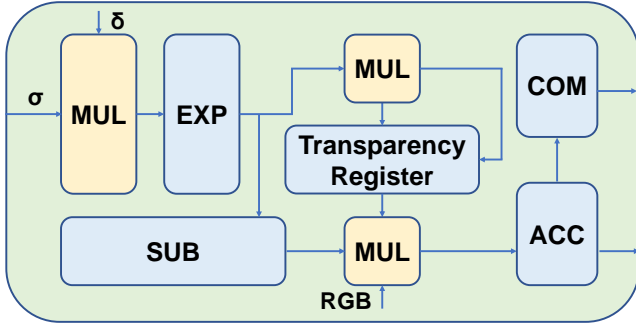 δ
σ
MUL
EXP
MUL
COM
Transparency
Register
SUB
MUL
ACC
RGB